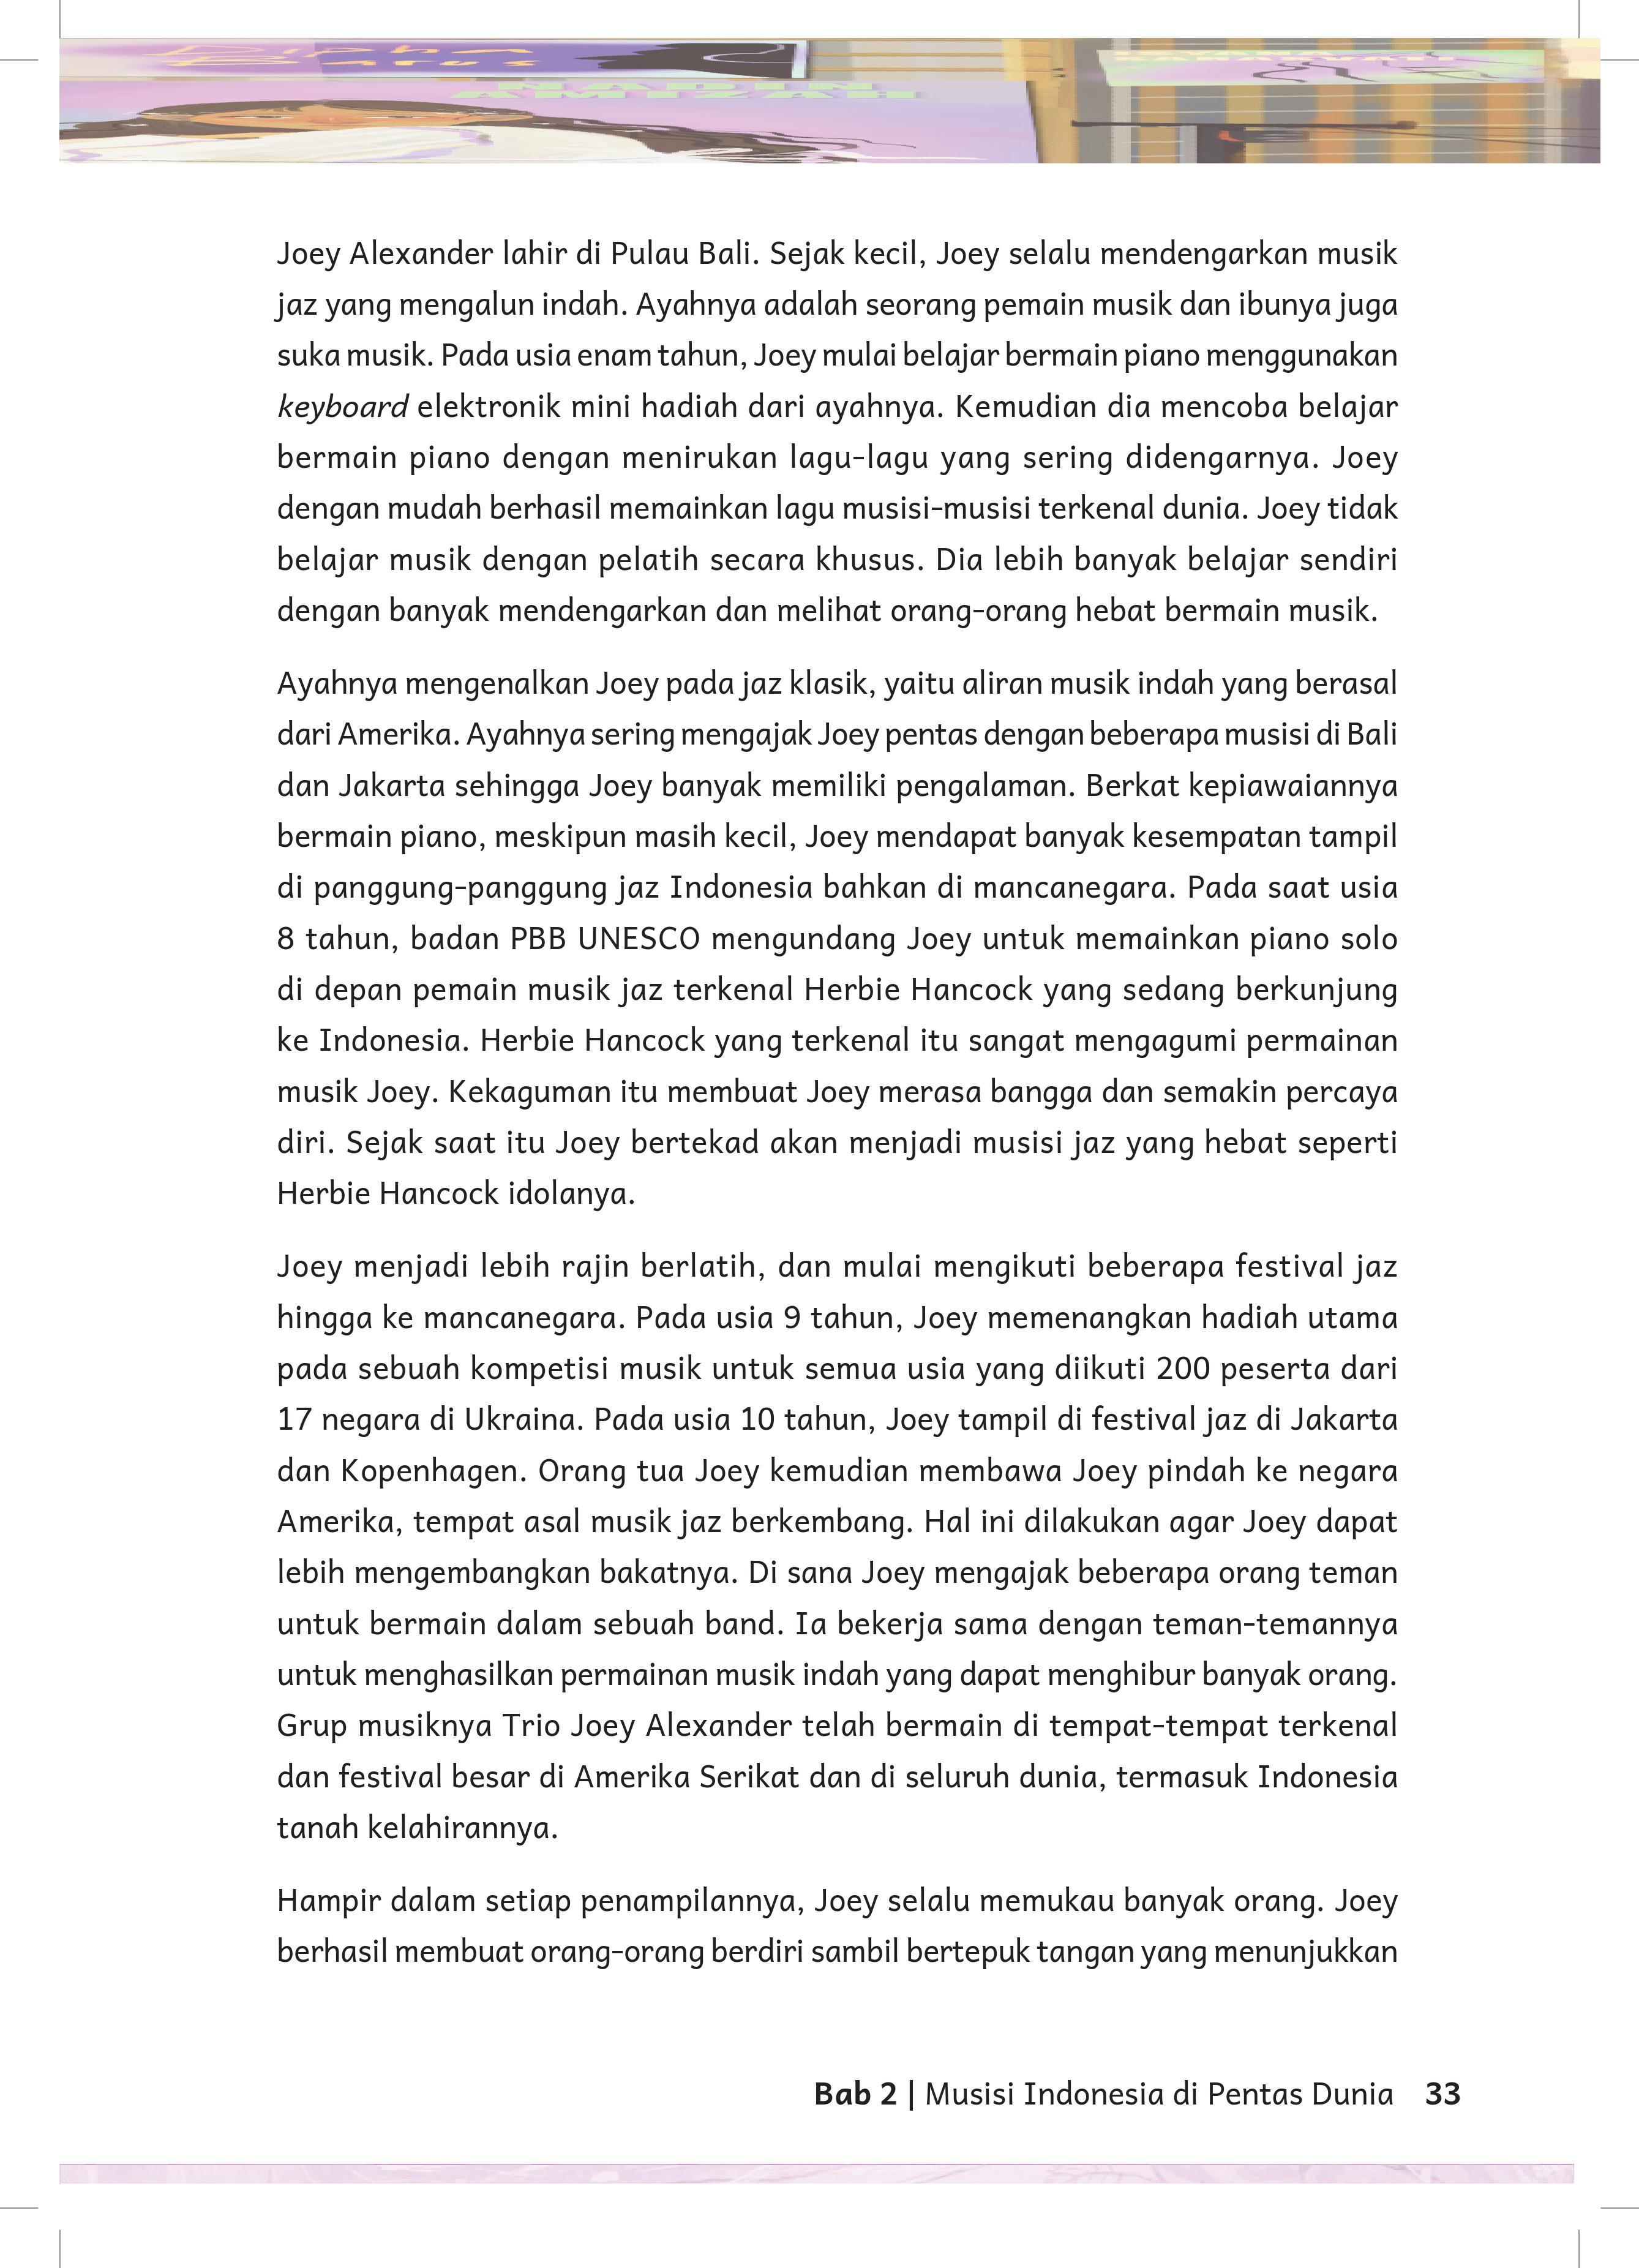 Dipha
Barus
NADIN
AMIZAH
Joey Alexander lahir di Pulau Bali. Sejak kecil, Joey selalu mendengarkan musik
jaz yang mengalun indah. Ayahnya adalah seorang pemain musik dan ibunya juga
suka musik. Pada usia enam tahun, Joey mulai belajar bermain piano menggunakan
keyboard elektronik mini hadiah dari ayahnya. Kemudian dia mencoba belajar
bermain piano dengan menirukan lagu-lagu yang sering didengarnya. Joey
dengan mudah berhasil memainkan lagu musisi-musisi terkenal dunia. Joey tidak
belajar musik dengan pelatih secara khusus. Dia lebih banyak belajar sendiri
dengan banyak mendengarkan dan melihat orang-orang hebat bermain musik.
Ayahnya mengenalkan Joey pada jaz klasik, yaitu aliran musik indah yang berasal
dari Amerika. Ayahnya sering mengajak Joey pentas dengan beberapa musisi di Bali
dan Jakarta sehingga Joey banyak memiliki pengalaman. Berkat kepiawaiannya
bermain piano, meskipun masih kecil, Joey mendapat banyak kesempatan tampil
di panggung-panggung jaz Indonesia bahkan di mancanegara. Pada saat usia
8 tahun, badan PBB UNESCO mengundang Joey untuk memainkan piano solo
di depan pemain musik jaz terkenal Herbie Hancock yang sedang berkunjung
ke Indonesia. Herbie Hancock yang terkenal itu sangat mengagumi permainan
musik Joey. Kekaguman itu membuat Joey merasa bangga dan semakin percaya
diri. Sejak saat itu Joey bertekad akan menjadi musisi jaz yang hebat seperti
Herbie Hancock idolanya.
Joey menjadi lebih rajin berlatih, dan mulai mengikuti beberapa festival jaz
hingga ke mancanegara. Pada usia 9 tahun, Joey memenangkan hadiah utama
pada sebuah kompetisi musik untuk semua usia yang diikuti 200 peserta dari
17 negara di Ukraina. Pada usia 10 tahun, Joey tampil di festival jaz di Jakarta
dan Kopenhagen. Orang tua Joey kemudian membawa Joey pindah ke negara
Amerika, tempat asal musik jaz berkembang. Hal ini dilakukan agar Joey dapat
lebih mengembangkan bakatnya. Di sana Joey mengajak beberapa orang teman
untuk bermain dalam sebuah band. Ia bekerja sama dengan teman-temannya
untuk menghasilkan permainan musik indah yang dapat menghibur banyak orang.
Grup musiknya Trio Joey Alexander telah bermain di tempat-tempat terkenal
dan festival besar di Amerika Serikat dan di seluruh dunia, termasuk Indonesia
tanah kelahirannya.
Hampir dalam setiap penampilannya, Joey selalu memukau banyak orang. Joey
berhasil membuat orang-orang berdiri sambil bertepuk tangan yang menunjukkan
Bab 2 | Musisi Indonesia di Pentas Dunia 33